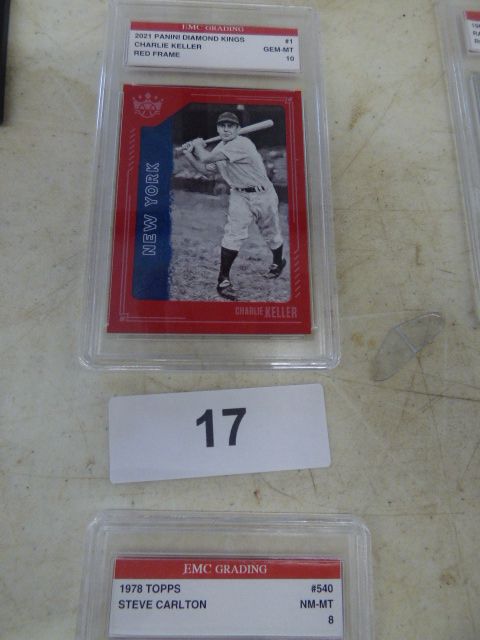 EMC GRADING
2021 PANINI DIAMOND KINGS #1
CHARLIE KELLER GEM-MT
RED FRAME 10
NEW YORK
CHARLIE KELLER
17
EMC GRADING
1978 TOPPS #540
STEVE CARLTON NM-MT
8